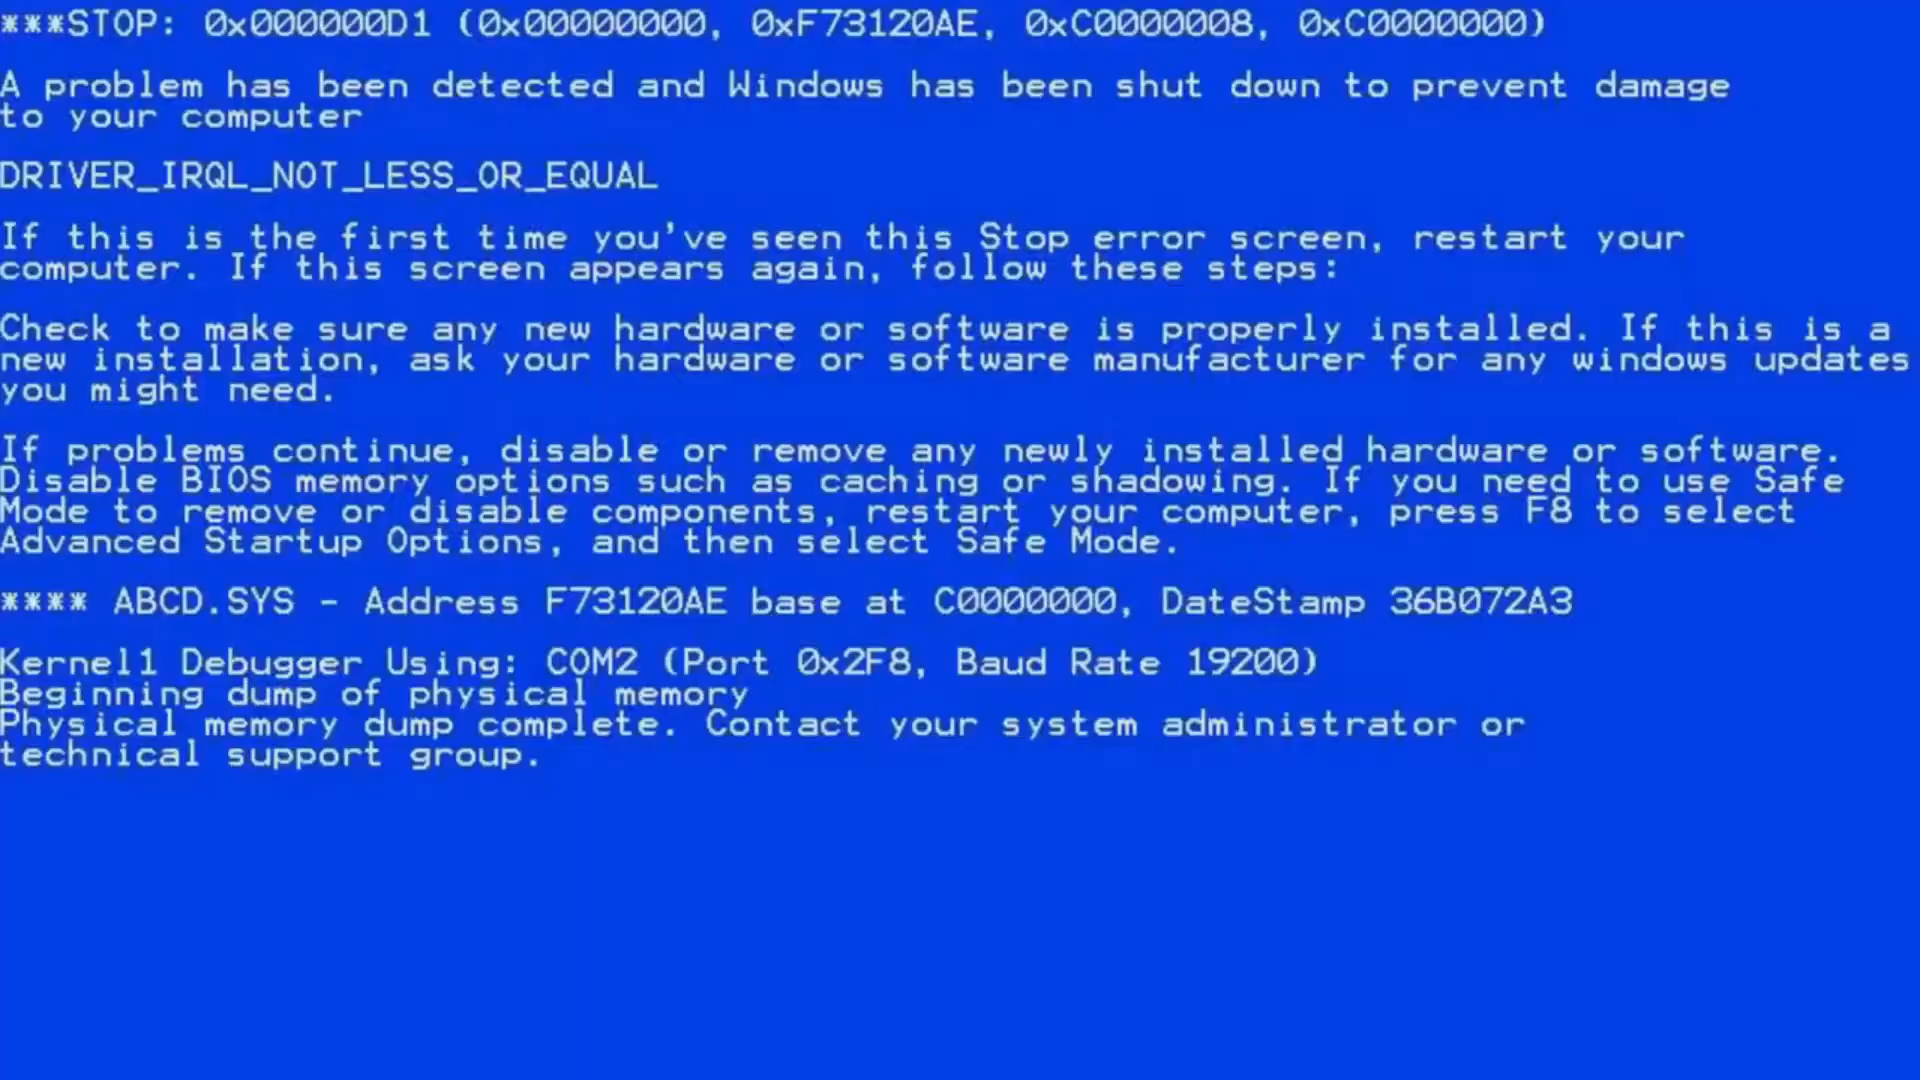 ***STOP: 0x000000D1 (0x00000000, 0xF73120AE, 0xC0000008, 0xC0000000)
A problem has been detected and Windows has been shut down to prevent damage
to your computer
DRIVER_IRQL_NOT_LESS_OR_EQUAL
If this is the first time you've seen this Stop error screen, restart your
computer. If this screen appears again, follow these steps:
Check to make sure any new hardware or software is properly installed. If this is a
new installation, ask your hardware or software manufacturer for any windows updates
you might need.
If problems continue, disable or remove any newly installed hardware or software.
Disable BIOS memory options such as caching or shadowing. If you need to use Safe
Mode to remove or disable components, restart your computer, press F8 to select
Advanced Startup Options, and then select Safe Mode.
**** ABCD.SYS - Address F73120AE base at C0000000, DateStamp 36B072A3
Kernel1 Debugger Using: COM2 (Port 0x2F8, Baud Rate 19200)
Beginning dump of physical memory
Physical memory dump complete. Contact your system administrator or
technical support group.